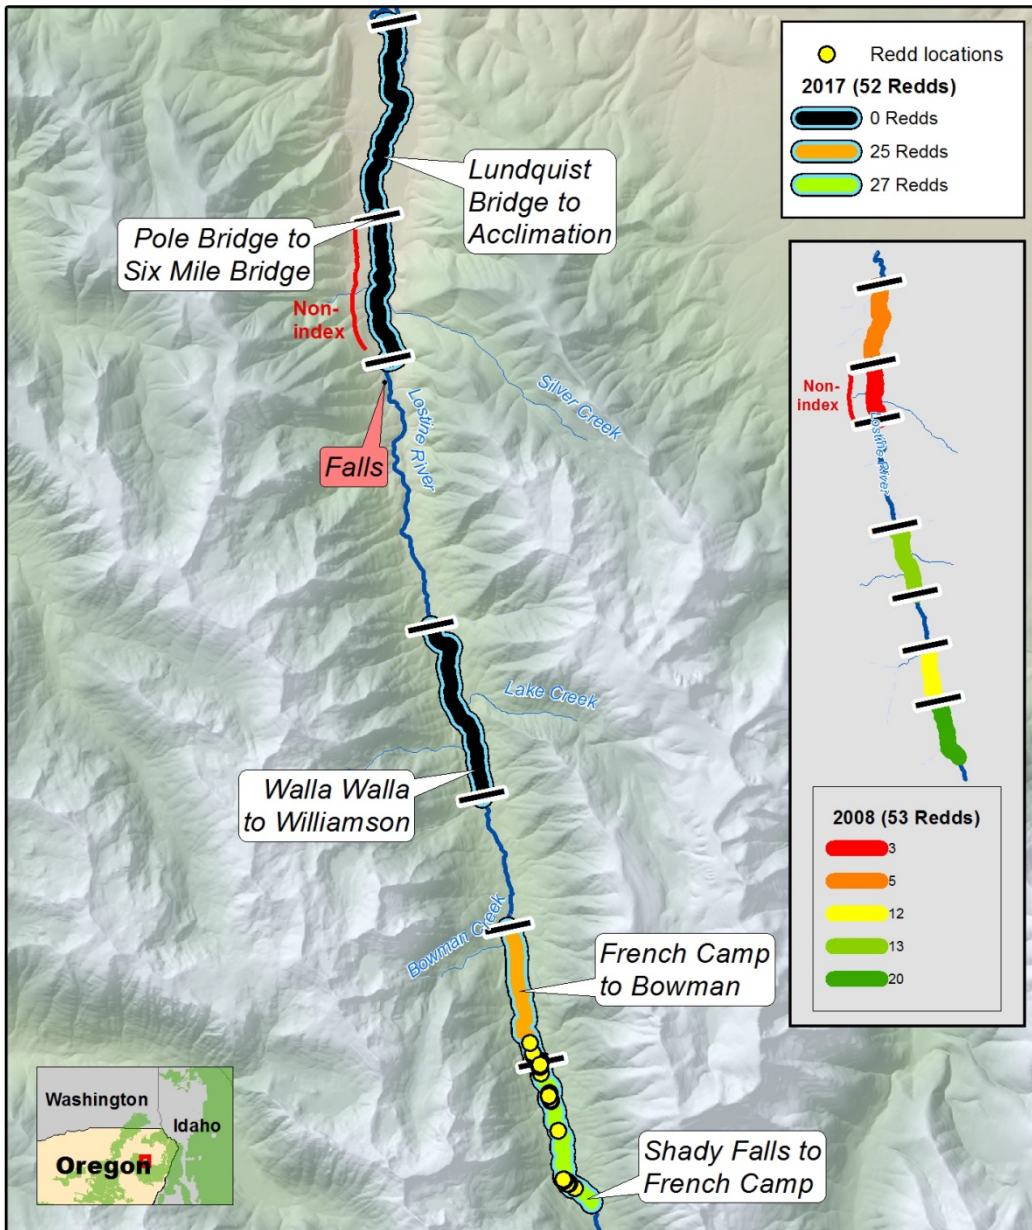 Redd locations
2017 (52 Redds)
0 Redds
25 Redds
27 Redds
Lundquist
Bridge to
Acclimation
Pole Bridge to
Six Mile Bridge
Non-
index
Silver Creek
Lostine River
Falls
Lake Creek
Walla Walla
to Williamson
Bowman Creek
French Camp
to Bowman
Shady Falls to
French Camp
Non-
index
Lostine River
2008 (53 Redds)
3
5
12
13
20
Washington
Idaho
Oregon